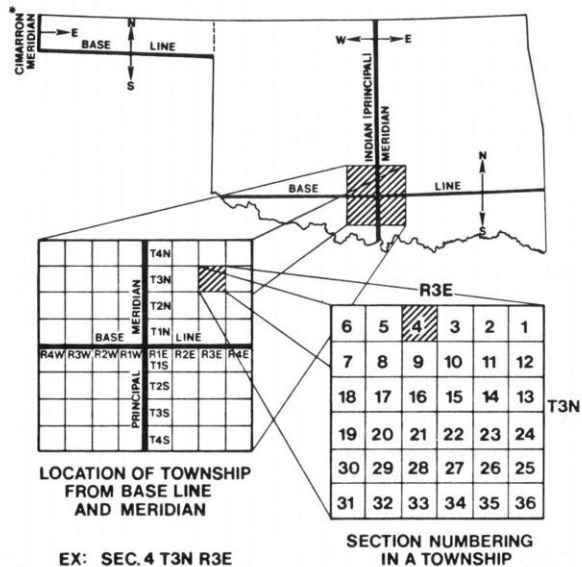 *
CIMARRON
MERIDIAN
E
N
BASE LINE
S
W E
INDIAN (PRINCIPAL)
MERIDIAN
N
BASE LINE
S
T4N
T3N
T2N
T1N
MERIDIAN
BASE LINE
R4W R3W R2W R1W R1E R2E R3E R4E
T1S
T2S
T3S
T4S
PRINCIPAL
LOCATION OF TOWNSHIP
FROM BASE LINE
AND MERIDIAN
EX: SEC. 4 T3N R3E
R3E
6 5 4 3 2 1
7 8 9 10 11 12
18 17 16 15 14 13
T3N
19 20 21 22 23 24
30 29 28 27 26 25
31 32 33 34 35 36
SECTION NUMBERING
IN A TOWNSHIP